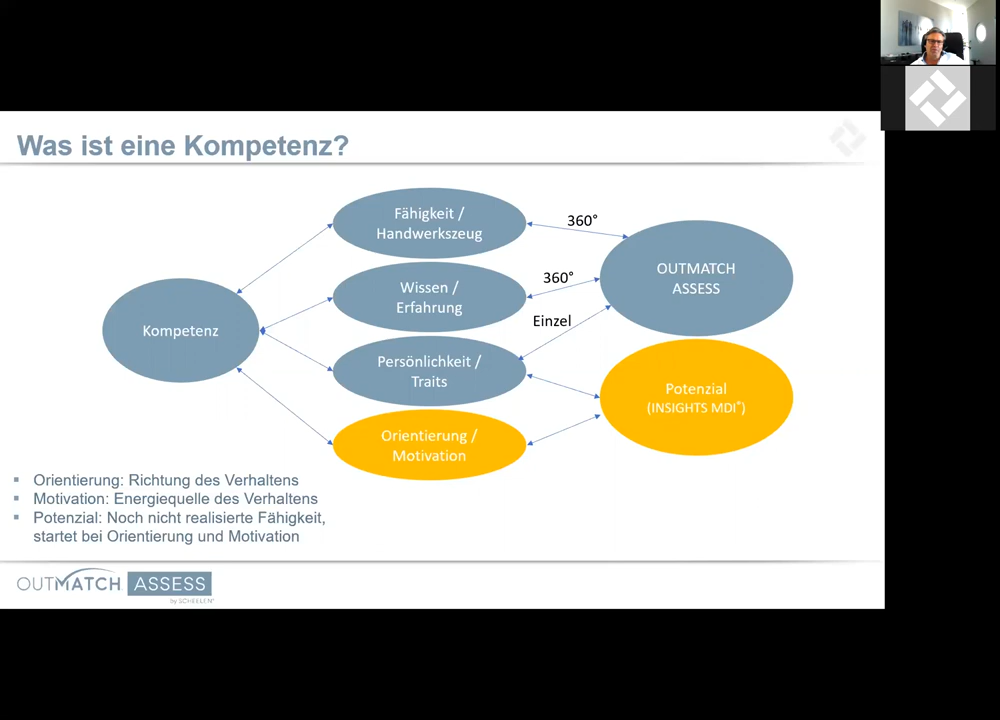 Was ist eine Kompetenz?
Fähigkeit /
Handwerkszeug
360°
Wissen /
Erfahrung
360°
OUTMATCH
ASSESS
Einzel
Kompetenz
Persönlichkeit /
Traits
Potenzial
(INSIGHTS MDI®)
Orientierung /
Motivation
▪ Orientierung: Richtung des Verhaltens
▪ Motivation: Energiequelle des Verhaltens
▪ Potenzial: Noch nicht realisierte Fähigkeit,
startet bei Orientierung und Motivation
OUTMATCH ASSESS
by SCHEELEN®